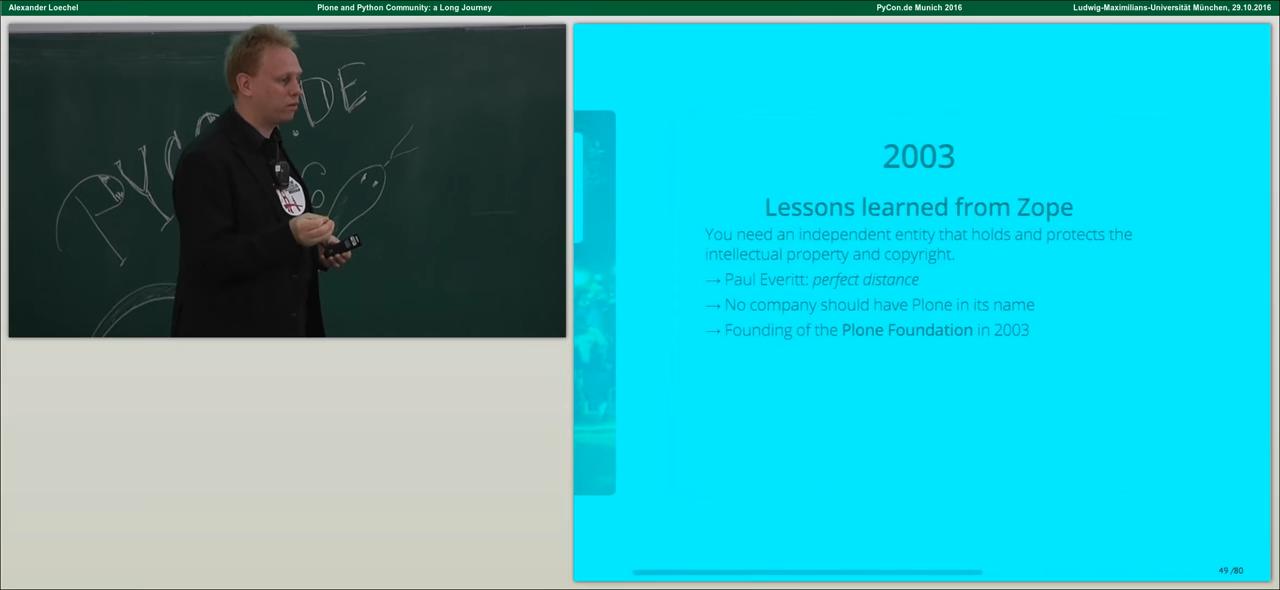 Alexander Loechel
Plone and Python Community: a Long Journey
PyCon.de Munich 2016
Ludwig-Maximilians-Universität München, 29.10.2016
PYC
.DE
6
2003
Lessons learned from Zope
You need an independent entity that holds and protects the
intellectual property and copyright.
→ Paul Everitt: perfect distance
→ No company should have Plone in its name
→ Founding of the Plone Foundation in 2003
49 /80